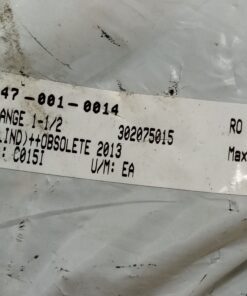 47-001-0014
ANGE 1-1/2 302075015 RO
LIND)++OBSOLETE 2013
: C015I U/M: EA Max